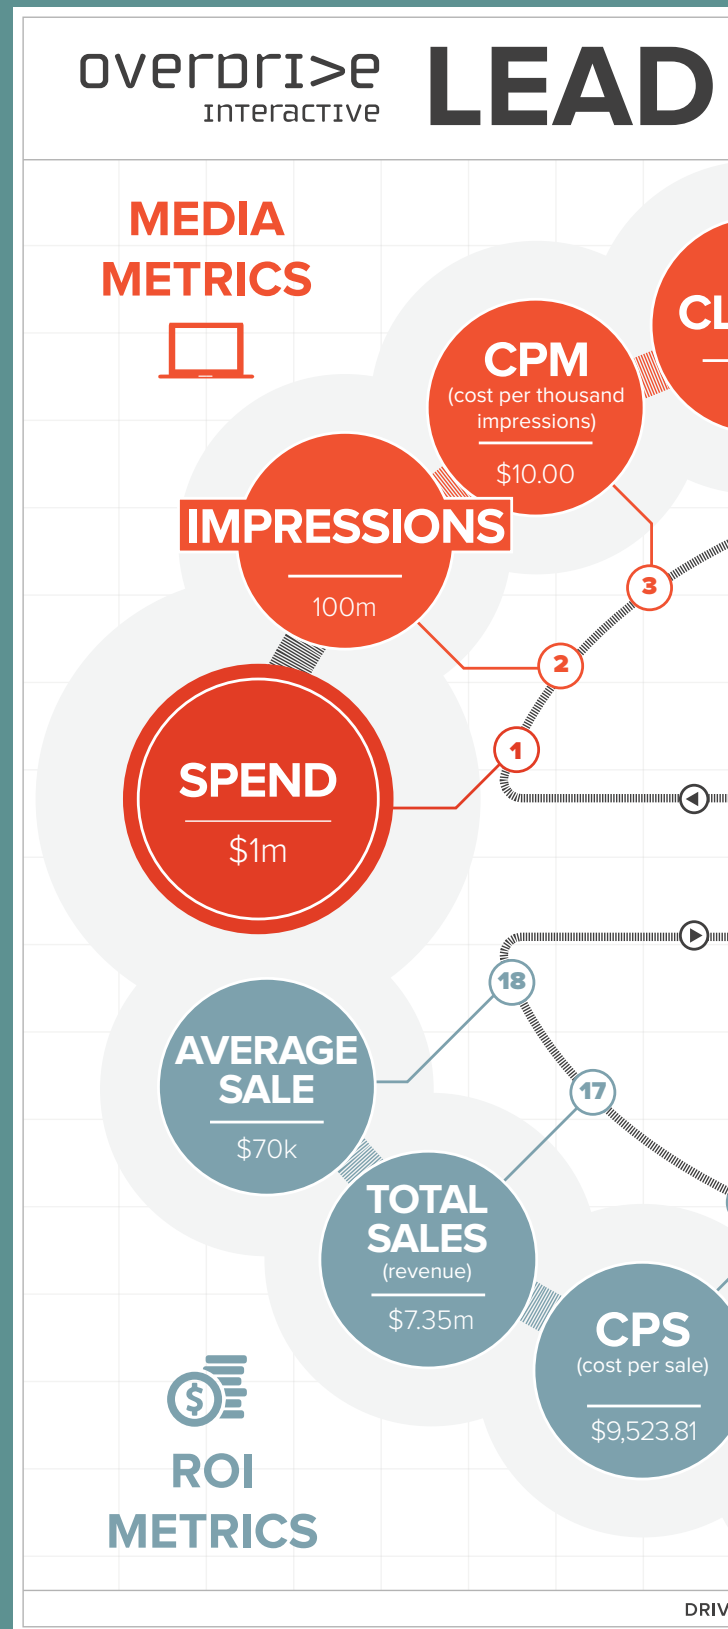 overdri>e
interactive
LEAD
MEDIA
METRICS
CPM
(cost per thousand
impressions)
$10.00
IMPRESSIONS
100m
SPEND
$1m
3
2
1
18
17
AVERAGE
SALE
$70k
TOTAL
SALES
(revenue)
$7.35m
CPS
(cost per sale)
$9,523.81
$
ROI
METRICS